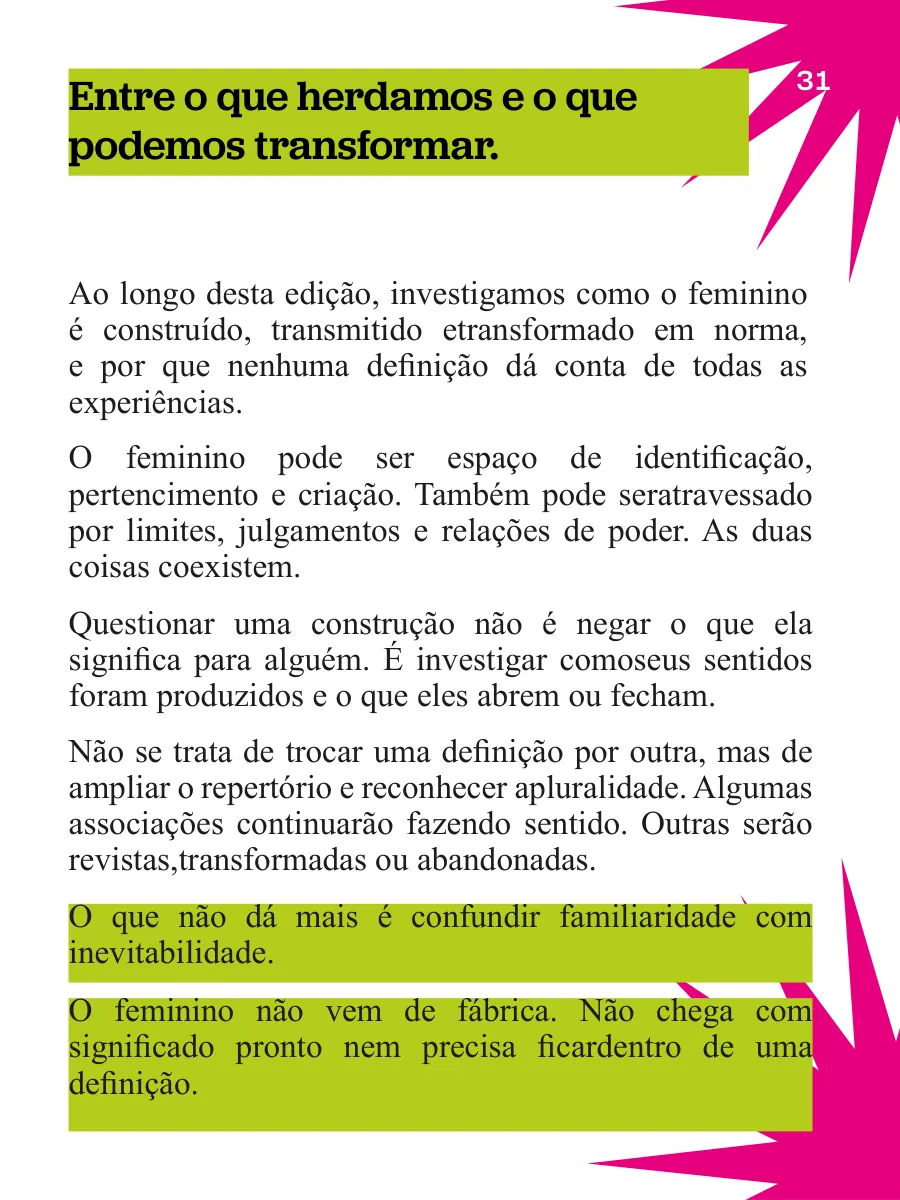 31
Entre o que herdamos e o que
podemos transformar.
Ao longo desta edição, investigamos como o feminino
é construído, transmitido etransformado em norma,
e por que nenhuma definição dá conta de todas as
experiências.
O feminino pode ser espaço de identificação,
pertencimento e criação. Também pode seratravessado
por limites, julgamentos e relações de poder. As duas
coisas coexistem.
Questionar uma construção não é negar o que ela
significa para alguém. É investigar comoseus sentidos
foram produzidos e o que eles abrem ou fecham.
Não se trata de trocar uma definição por outra, mas de
ampliar o repertório e reconhecer apluralidade. Algumas
associações continuarão fazendo sentido. Outras serão
revistas,transformadas ou abandonadas.
O que não dá mais é confundir familiaridade com
inevitabilidade.
O feminino não vem de fábrica. Não chega com
significado pronto nem precisa ficardentro de uma
definição.